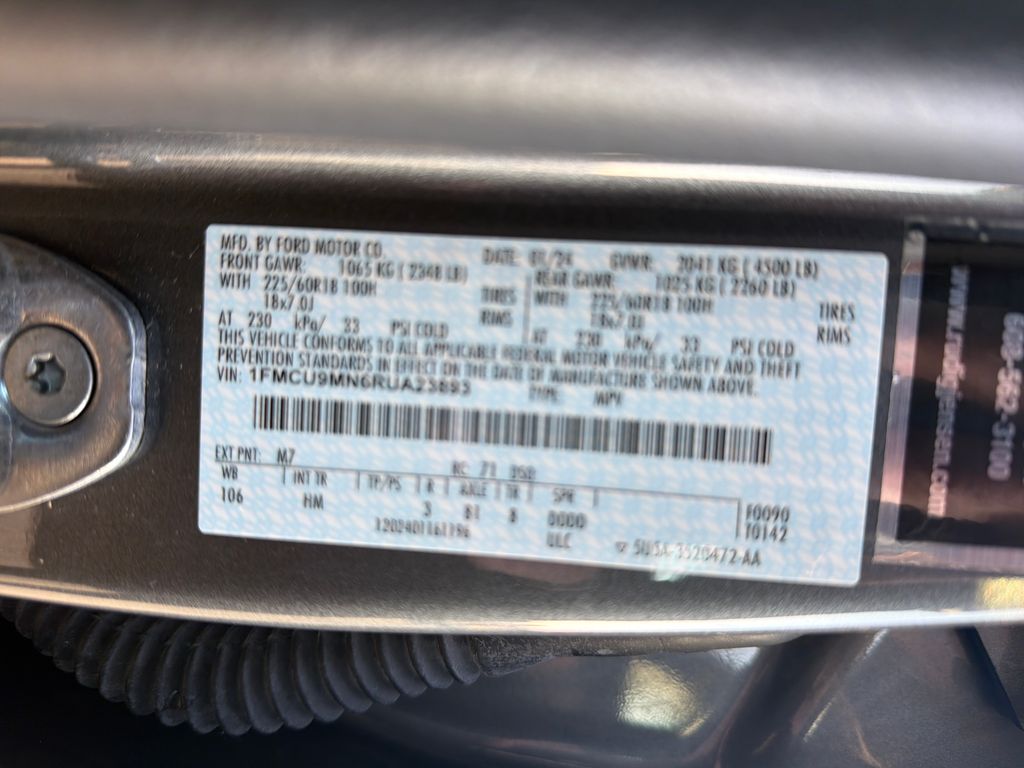 MFD. BY FORD MOTOR CO. DATE: 01/24 GVWR: 2041 KG ( 4500 LB)
FRONT GAWR: 1065 KG ( 2348 LB) REAR GAWR: 1025 KG ( 2260 LB)
WITH 225/60R18 100H TIRES WITH 225/60R18 100H TIRES
18x7.0J RIMS 18x7.0J RIMS
AT 230 kPa/ 33 PSI COLD AT 230 kPa/ 33 PSI COLD
THIS VEHICLE CONFORMS TO ALL APPLICABLE FEDERAL MOTOR VEHICLE SAFETY AND THEFT
PREVENTION STANDARDS IN EFFECT ON THE DATE OF MANUFACTURE SHOWN ABOVE.
VIN: TYPE: MPV
EXT PNT: M7 RC: 71 DSO:
WB INT TR TP/PS R AXLE TR SPR F0090
106 HM 3 B1 8 DDDD T0142
UUC